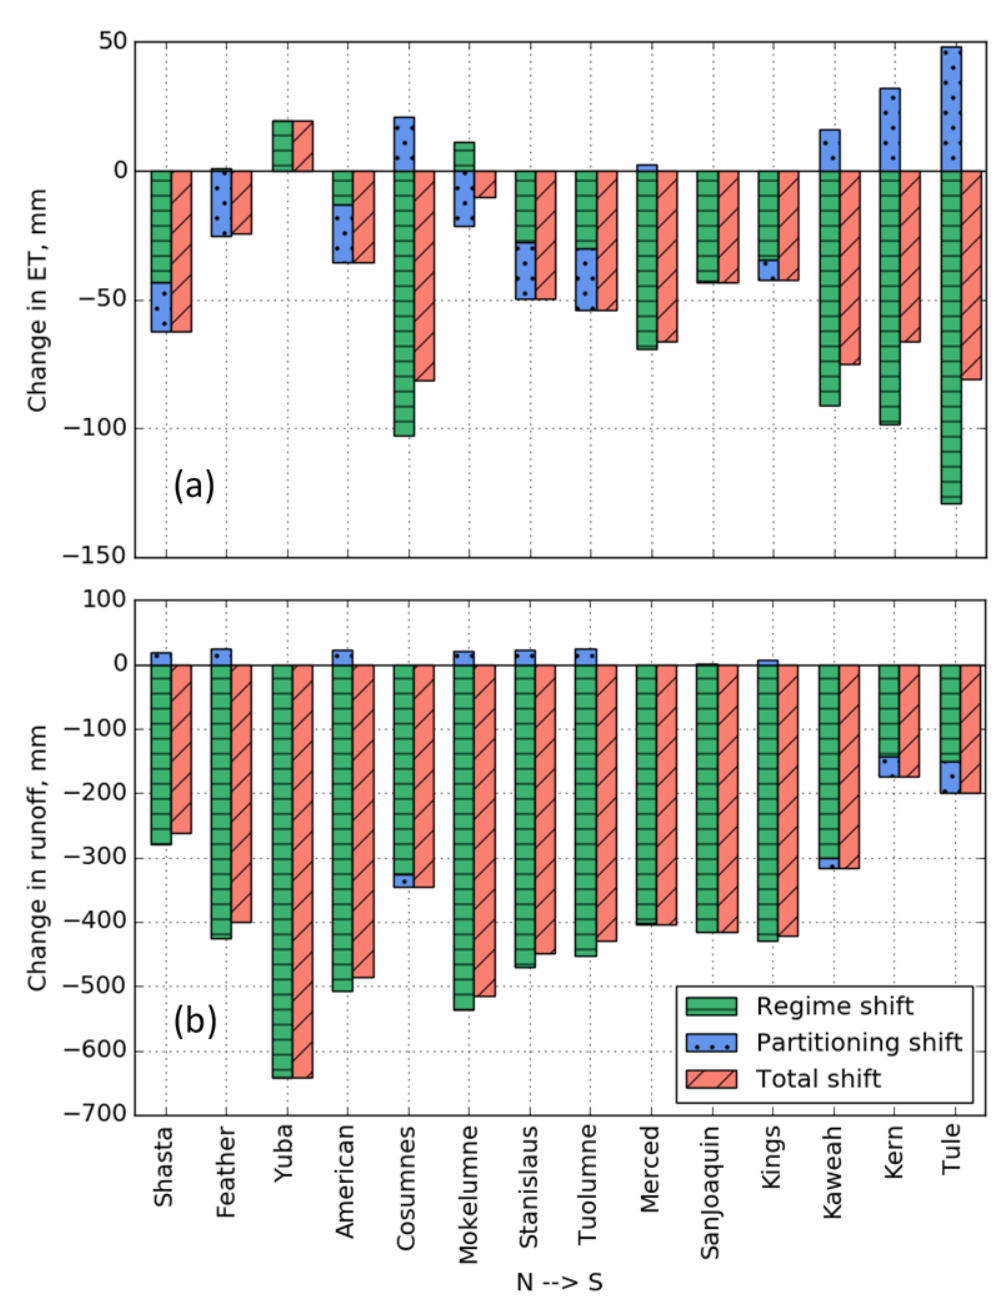 50
0
−50
−100
−150
Change in ET, mm
(a)
100
0
−100
−200
−300
−400
−500
−600
−700
Change in runoff, mm
(b)
Regime shift
Partitioning shift
Total shift
Shasta
Feather
Yuba
American
Cosumnes
Mokelumne
Stanislaus
Tuolumne
Merced
SanJoaquin
Kings
Kaweah
Kern
Tule
N --> S